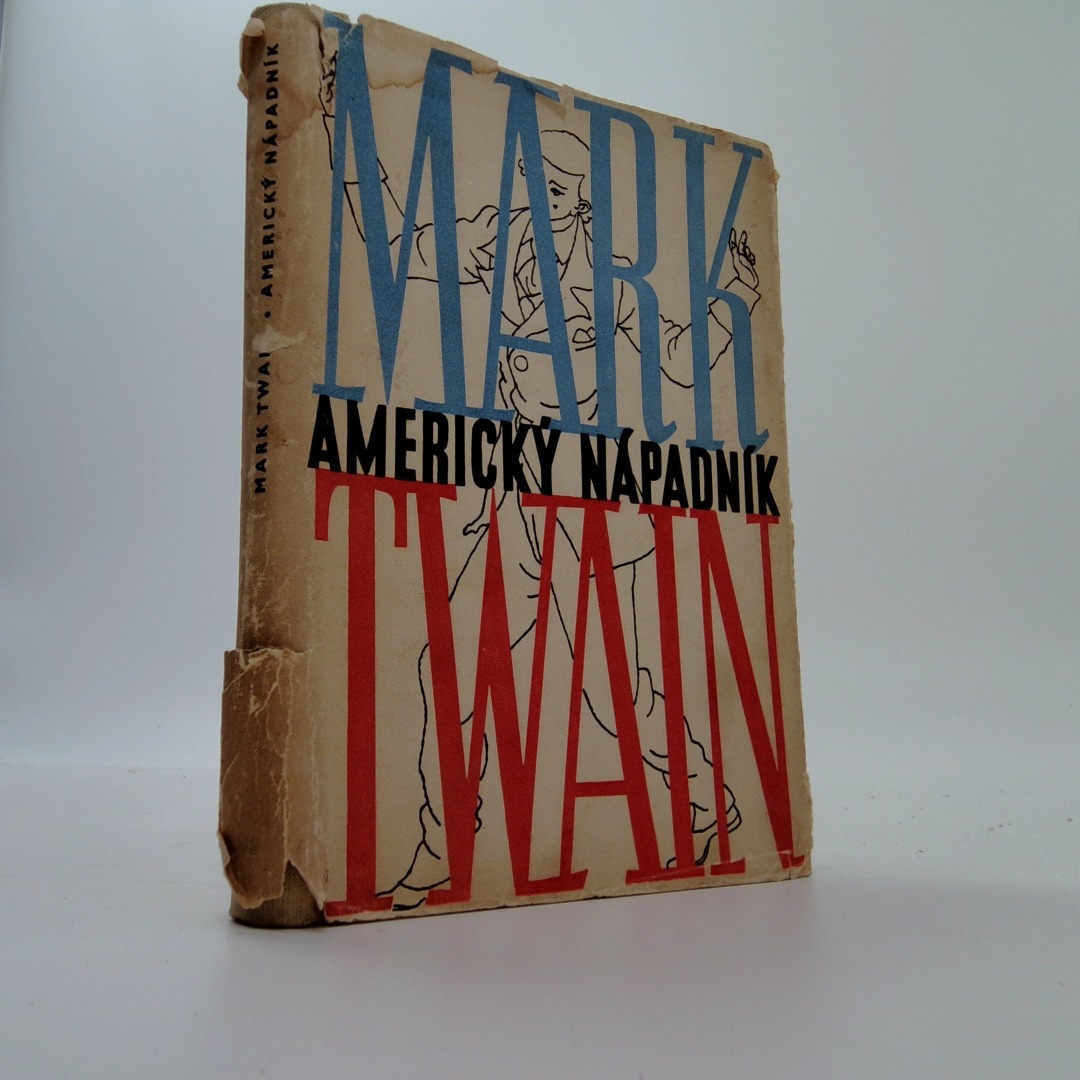 MARK TWAI • AMERICKÝ NÁPADNÍK
MARK
AMERICKÝ NÁPADNÍK
TWAIN